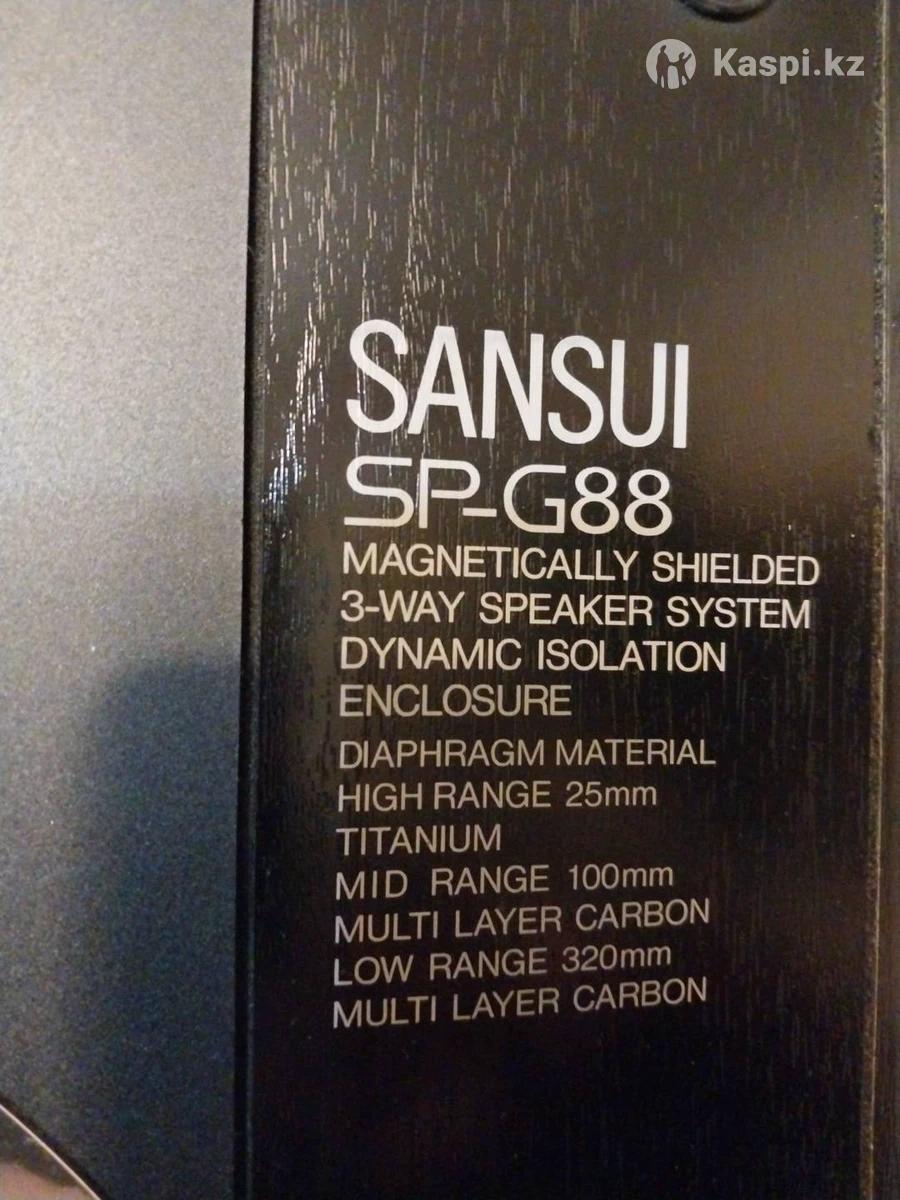 Kaspi.kz
SANSUI
SP-G88
MAGNETICALLY SHIELDED
3-WAY SPEAKER SYSTEM
DYNAMIC ISOLATION
ENCLOSURE
DIAPHRAGM MATERIAL
HIGH RANGE 25mm
TITANIUM
MID RANGE 100mm
MULTI LAYER CARBON
LOW RANGE 320mm
MULTI LAYER CARBON